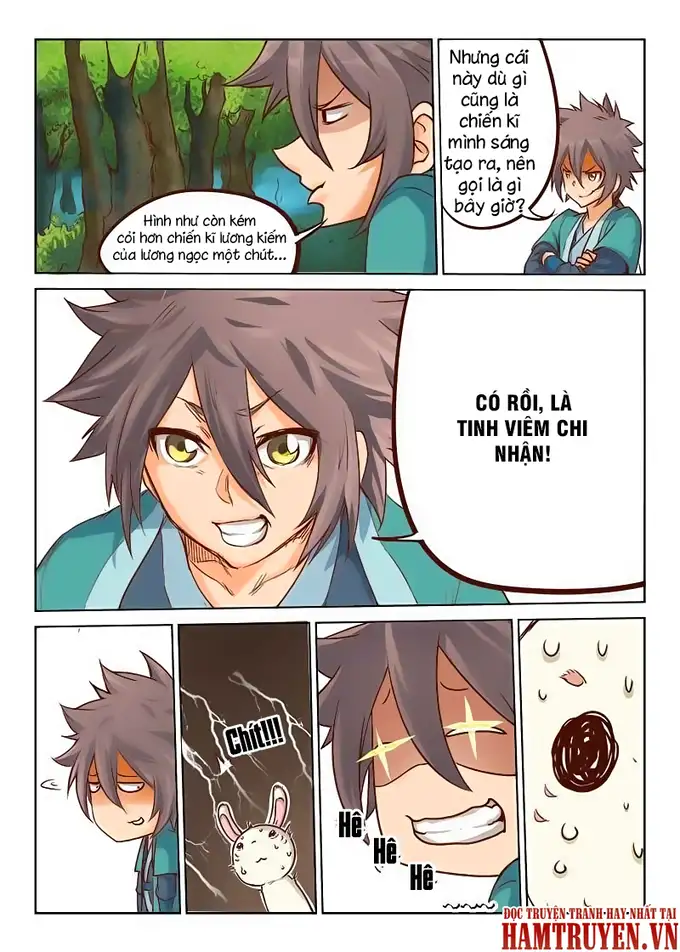 Hình như còn kém
cỏi hơn chiến kĩ lương kiếm
của lương ngọc một chút...
Nhưng cái
này dù gì
cũng là
chiến kĩ
mình sáng
tạo ra, nên
gọi là gì
bây giờ?
CÓ RỒI, LÀ
TINH VIÊM CHI
NHẬN!
Chít!!!
Hê
Hê
Hê
ĐỌC TRUYỆN TRANH HAY NHẤT TẠI
HAMTRUYEN.VN